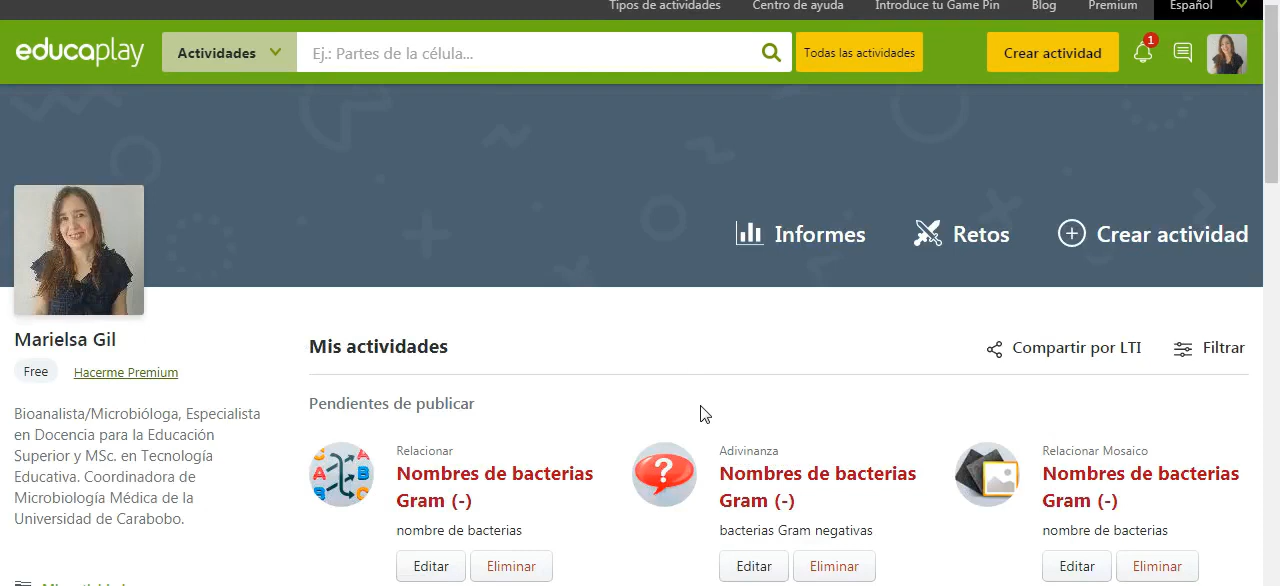 Tipos de actividades Centro de ayuda Introduce tu Game Pin Blog Premium Español
educaplay Actividades Ej.: Partes de la célula... Todas las actividades Crear actividad 1
Informes Retos Crear actividad
Marielsa Gil
Free Hacerme Premium
Bioanalista/Microbióloga, Especialista
en Docencia para la Educación
Superior y MSc. en Tecnología
Educativa. Coordinadora de
Microbiología Médica de la
Universidad de Carabobo.
Mis actividades Compartir por LTI Filtrar
Pendientes de publicar
Relacionar
Nombres de bacterias
Gram (-)
nombre de bacterias
Editar Eliminar
Adivinanza
Nombres de bacterias
Gram (-)
bacterias Gram negativas
Editar Eliminar
Relacionar Mosaico
Nombres de bacterias
Gram (-)
nombre de bacterias
Editar Eliminar